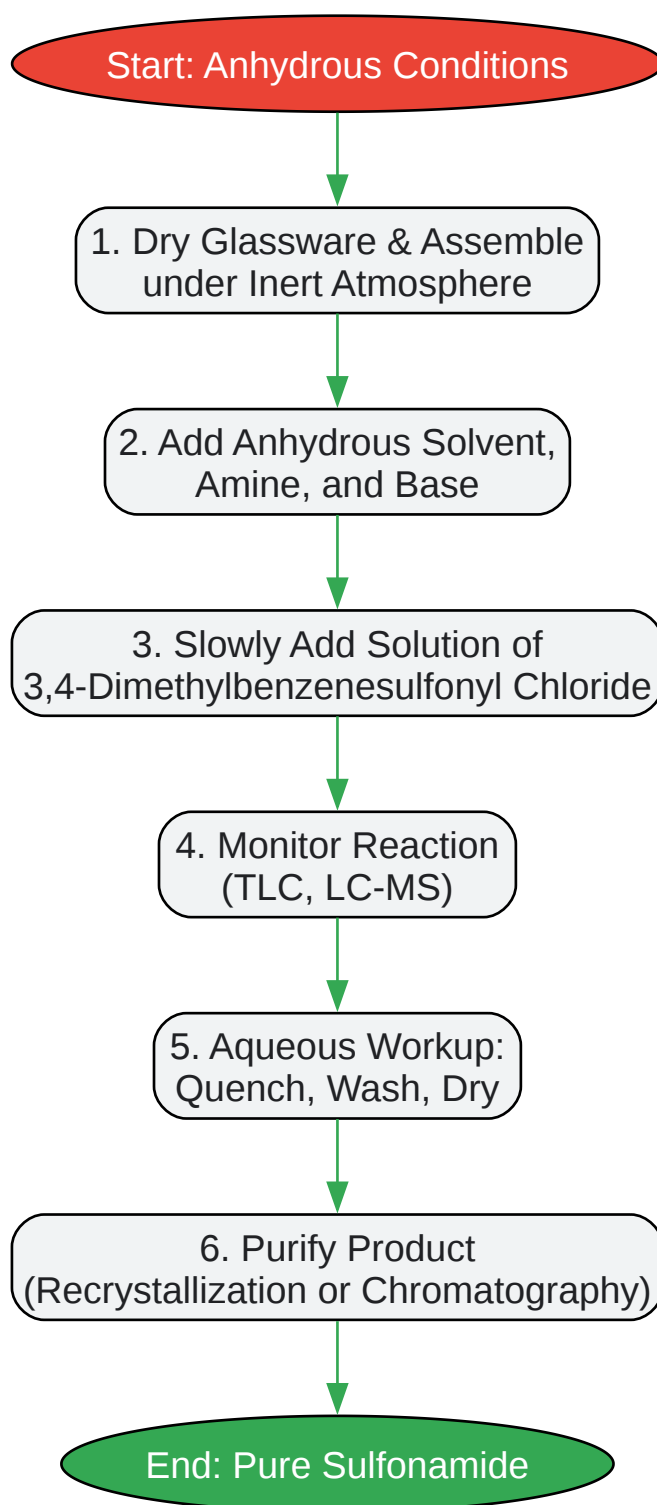 Start: Anhydrous Conditions
1. Dry Glassware & Assemble
under Inert Atmosphere
2. Add Anhydrous Solvent,
Amine, and Base
3. Slowly Add Solution of
3,4-Dimethylbenzenesulfonyl Chloride
4. Monitor Reaction
(TLC, LC-MS)
5. Aqueous Workup:
Quench, Wash, Dry
6. Purify Product
(Recrystallization or Chromatography)
End: Pure Sulfonamide